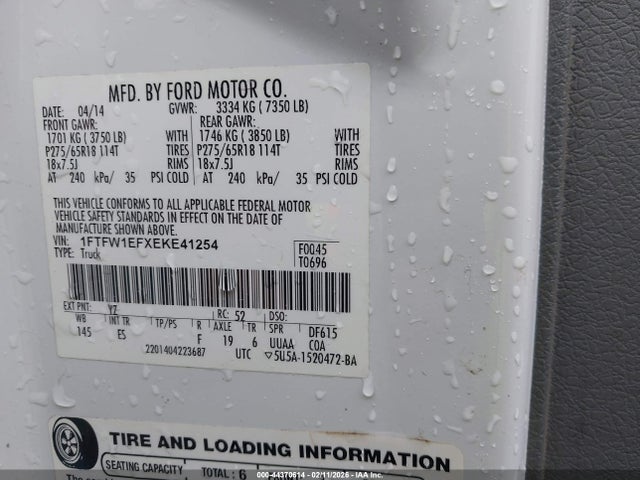 MFD. BY FORD MOTOR CO.
DATE: 04/14 GVWR: 3334 KG ( 7350 LB)
FRONT GAWR: REAR GAWR:
1701 KG ( 3750 LB) WITH 1746 KG ( 3850 LB) WITH
P275/65R18 114T TIRES P275/65R18 114T TIRES
18x7.5J RIMS 18x7.5J RIMS
AT 240 kPa/ 35 PSI COLD AT 240 kPa/ 35 PSI COLD
THIS VEHICLE CONFORMS TO ALL APPLICABLE FEDERAL MOTOR
VEHICLE SAFETY STANDARDS IN EFFECT ON THE DATE OF
MANUFACTURE SHOWN ABOVE.
VIN: 1FTFW1EFXEKE41254 F0045
TYPE: Truck T0696
EXT PNT: YZ RC: 52 DSO:
WB INT TR TP/PS R AXLE TR SPR DF615
145 ES F 19 6 UUAA COA
2201404223687 UTC ▽5U5A-1520472-BA
TIRE AND LOADING INFORMATION
SEATING CAPACITY TOTAL: 6
000-44370614 - 02/11/2026 - IAA Inc.